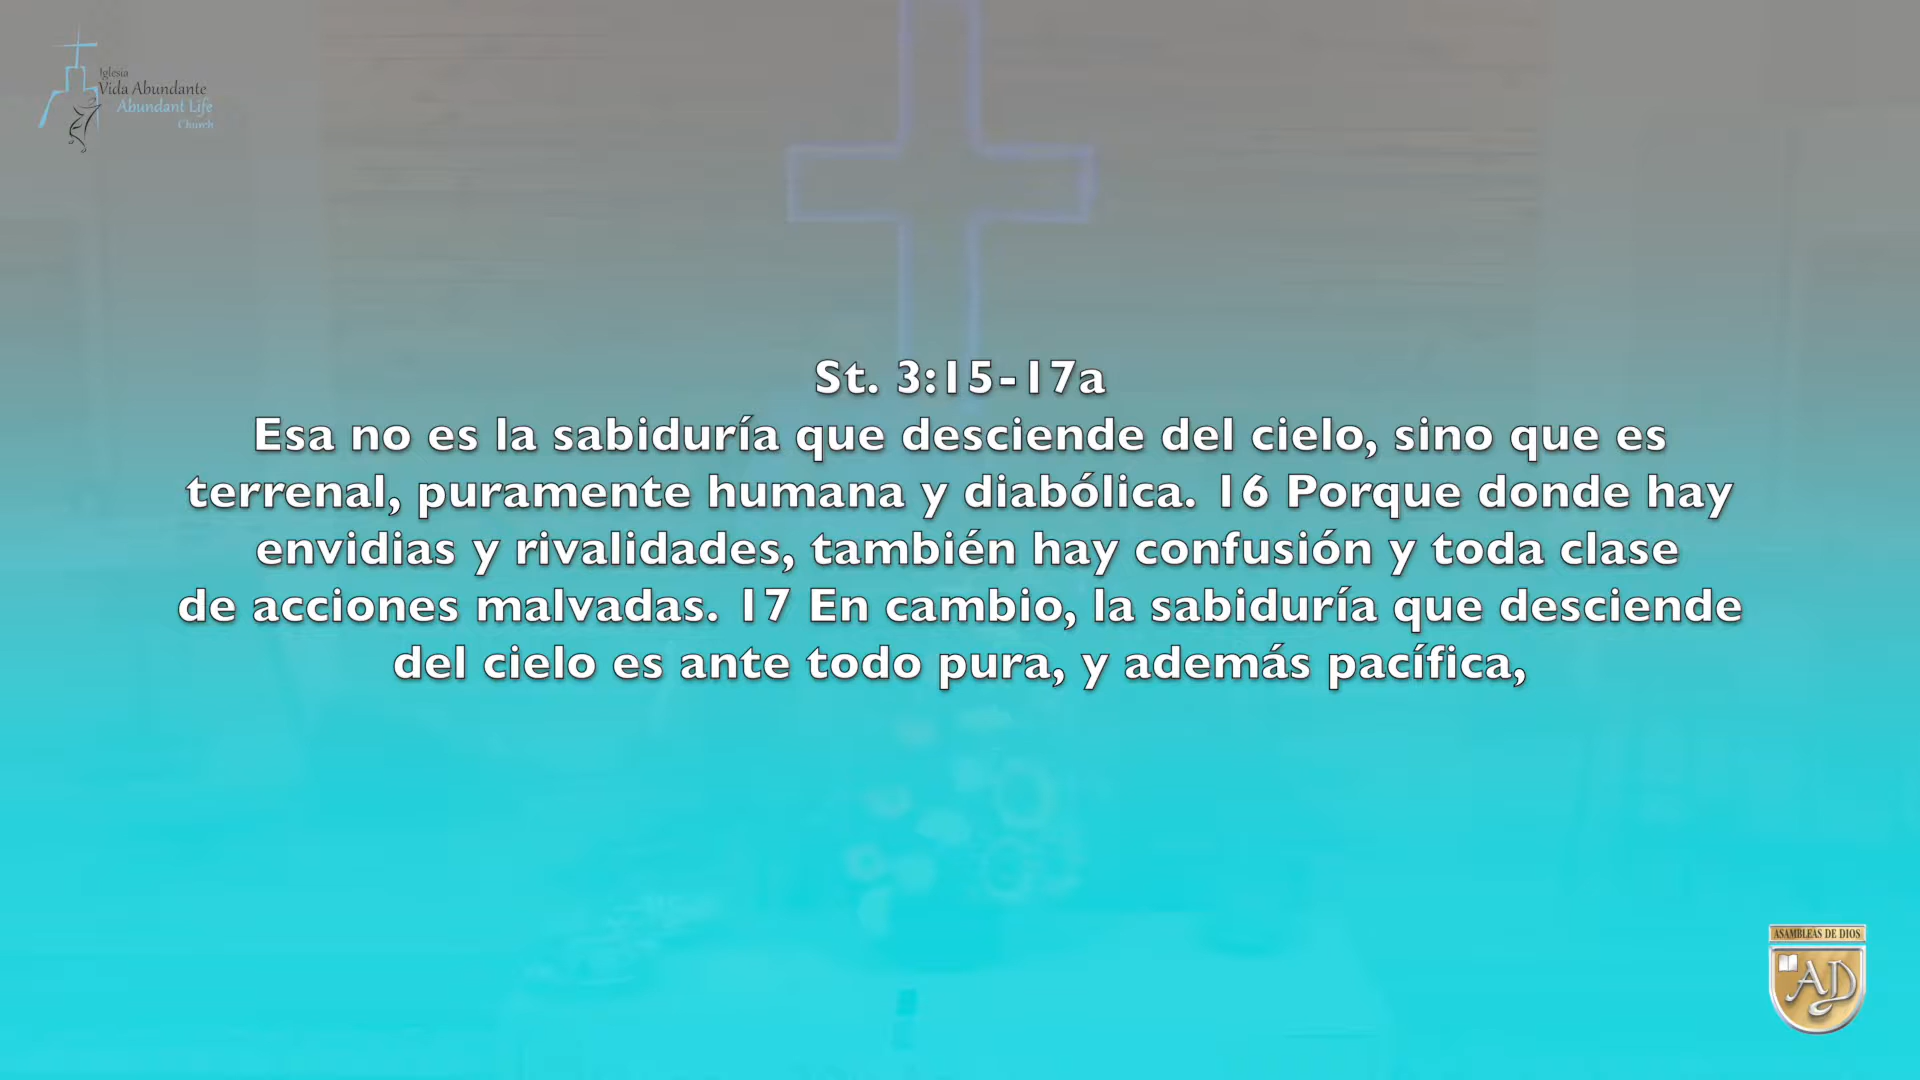 Iglesia
Vida Abundante
Abundant Life
Church
St. 3:15-17a
Esa no es la sabiduría que desciende del cielo, sino que es
terrenal, puramente humana y diabólica. 16 Porque donde hay
envidias y rivalidades, también hay confusión y toda clase
de acciones malvadas. 17 En cambio, la sabiduría que desciende
del cielo es ante todo pura, y además pacífica,
ASAMBLEAS DE DIOS
AD